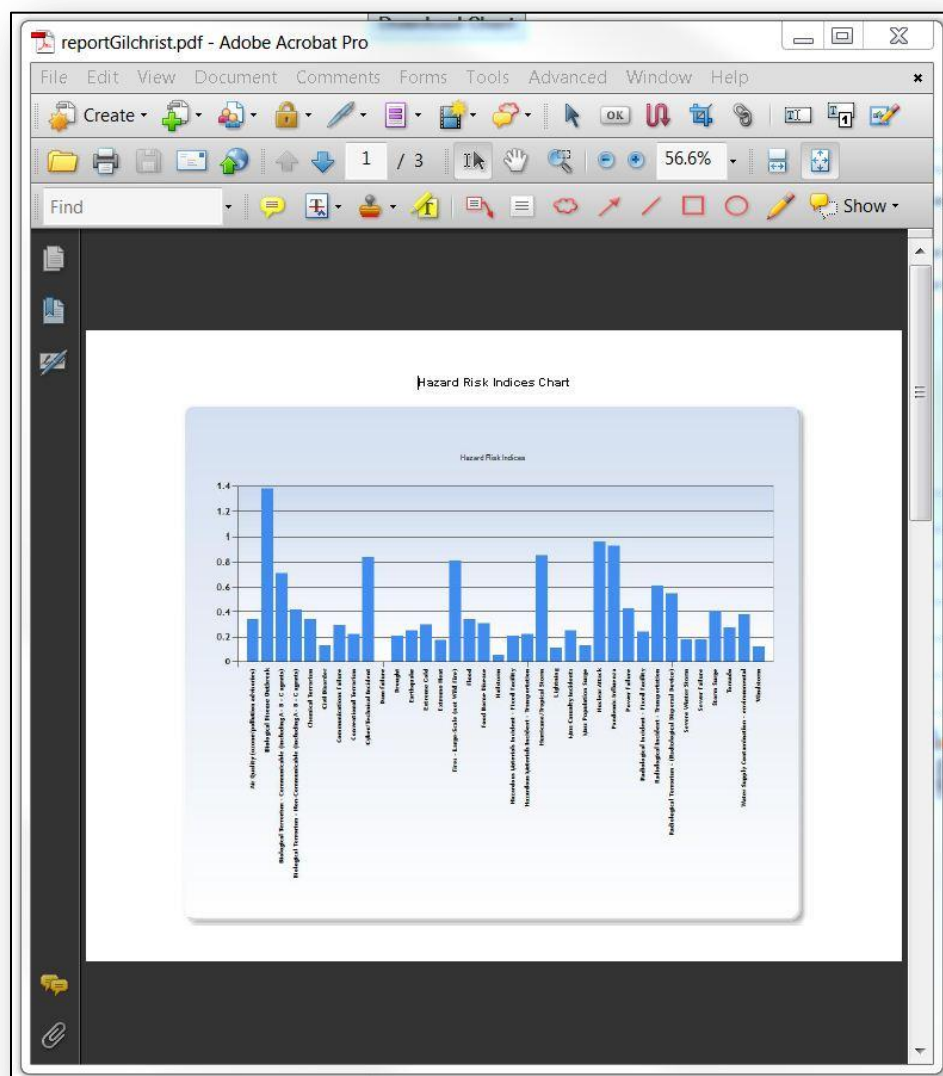 Download Chart
reportGilchrist.pdf - Adobe Acrobat Pro
File Edit View Document Comments Forms Tools Advanced Window Help
Create
OK
1 / 3
56.6%
Find
Show
Hazard Risk Indices Chart
Hazard Risk Indices
1.4
1.2
1
0.8
0.6
0.4
0.2
0
Air Quality (ozone/pollution advisories)
Biological Disease Outbreak
Biological Terrorism - Communicable (including A - B - C agents)
Biological Terrorism - Non-Communicable (including A - B - C agents)
Chemical Terrorism
Civil Disorder
Communications Failure
Conventional Terrorism
Cyber/Technical Incident
Dam Failure
Drought
Earthquake
Extreme Cold
Extreme Heat
Fires - Large-Scale (not Wild Fire)
Flood
Food Borne Disease
Hailstorm
Hazardous Materials Incident - Fixed Facility
Hazardous Materials Incident - Transportation
Hurricane/Tropical Storm
Lightning
Mass Casualty Incidents
Mass Population Surge
Nuclear Attack
Pandemic Influenza
Power Failure
Radiological Incident - Fixed Facility
Radiological Incident - Transportation
Radiological Terrorism - (Radiological Dispersal Device)
Severe Winter Storm
Sewer Failure
Storm Surge
Tornado
Water Supply Contamination - environmental
Windstorm